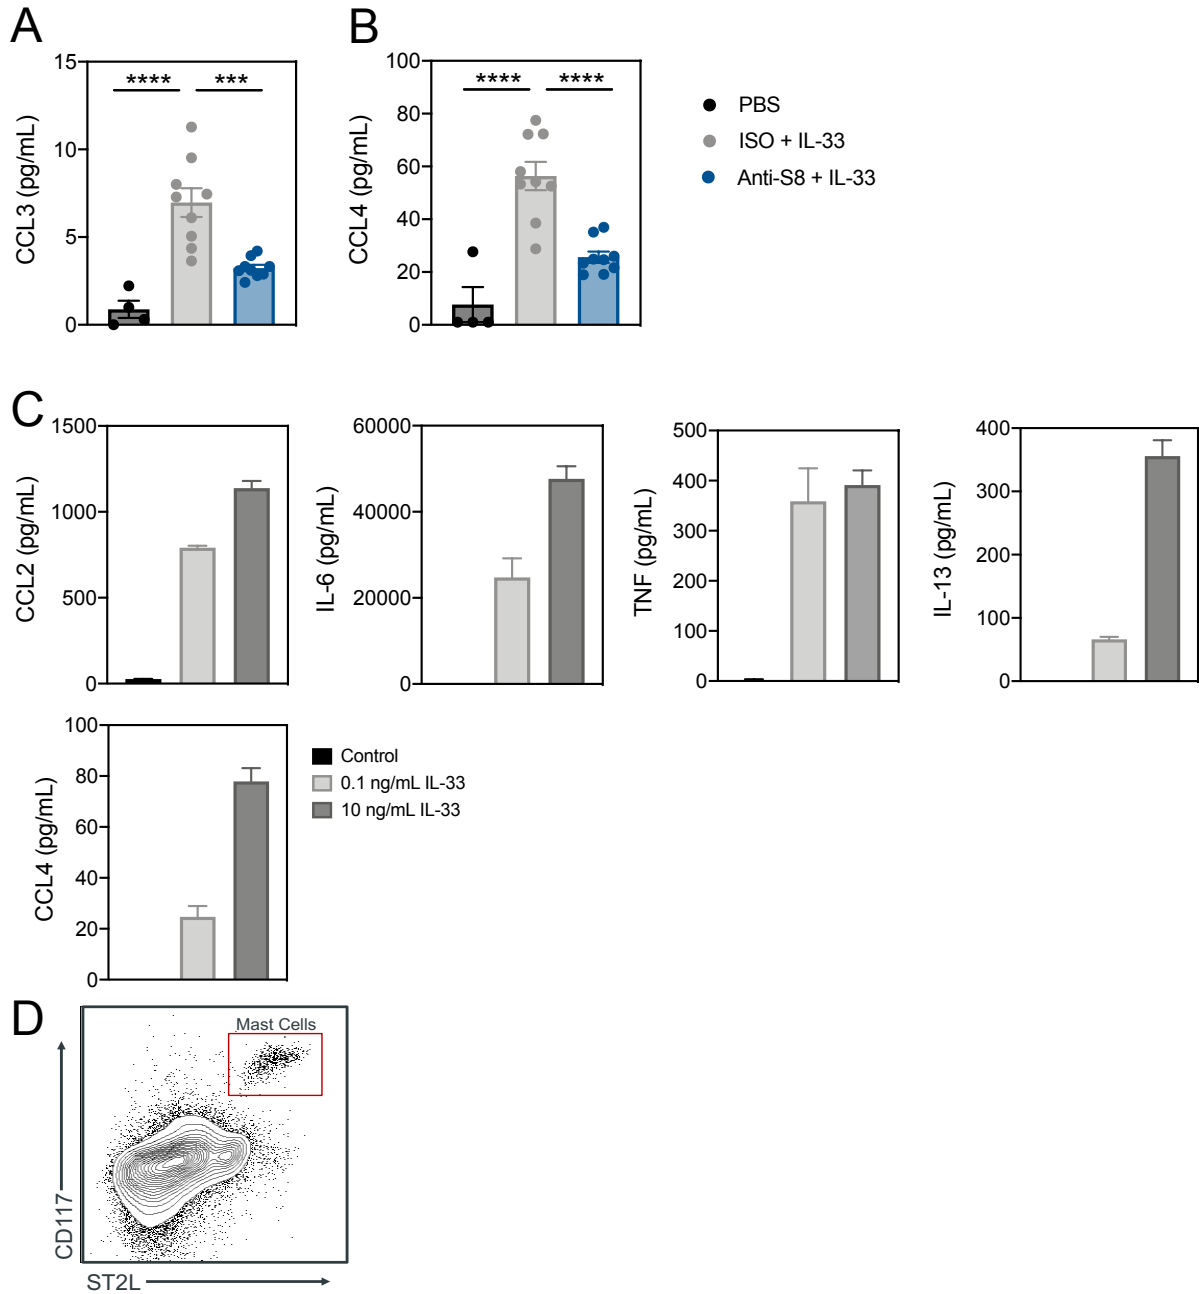 A
B
15
10
5
0
CCL3 (pg/mL)
****
***
100
80
60
40
20
0
CCL4 (pg/mL)
****
****
PBS
ISO + IL-33
Anti-S8 + IL-33
C
1500
1000
500
0
CCL2 (pg/mL)
60000
40000
20000
0
IL-6 (pg/mL)
500
400
300
200
100
0
TNF (pg/mL)
400
300
200
100
0
IL-13 (pg/mL)
100
80
60
40
20
0
CCL4 (pg/mL)
Control
0.1 ng/mL IL-33
10 ng/mL IL-33
D
Mast Cells
CD117
ST2L